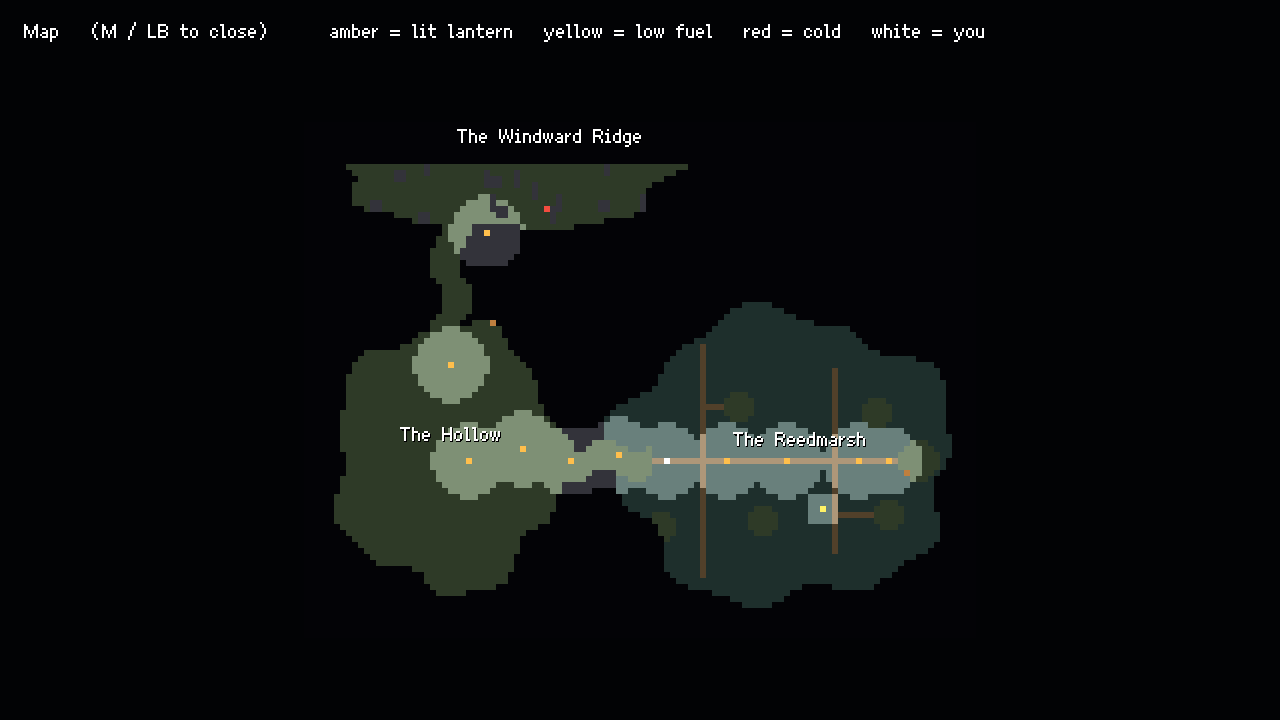 Map (M / LB to close) amber = lit lantern yellow = low fuel red = cold white = you
The Windward Ridge
The Hollow
The Reedmarsh